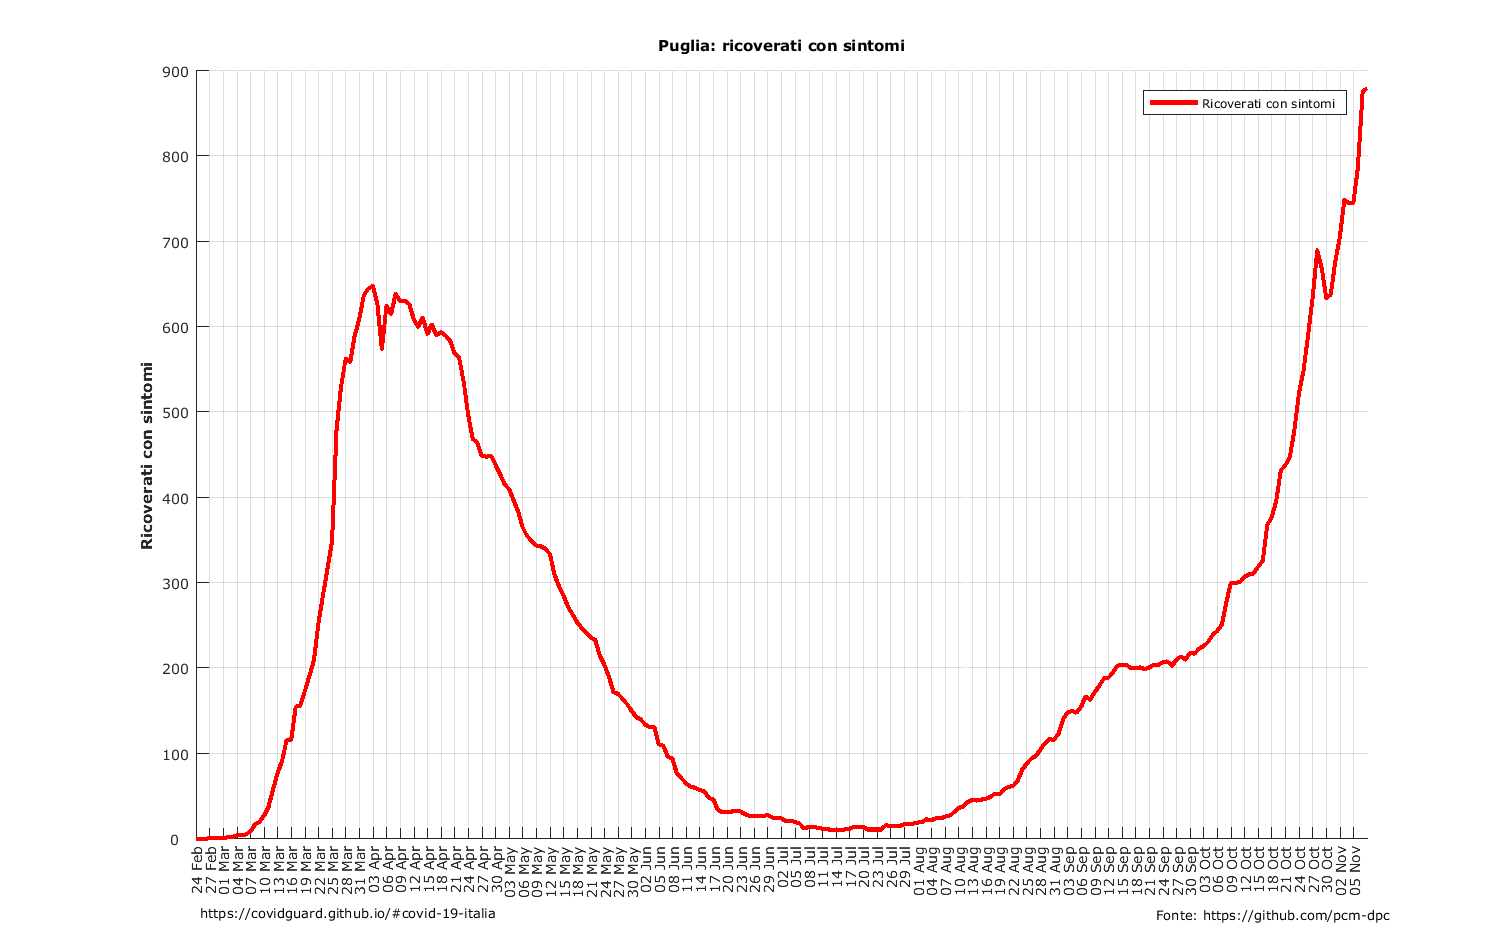 Puglia: ricoverati con sintomi
Ricoverati con sintomi
900
800
700
600
500
400
300
200
100
0
Ricoverati con sintomi
24 Feb
27 Feb
01 Mar
04 Mar
07 Mar
10 Mar
13 Mar
16 Mar
19 Mar
22 Mar
25 Mar
28 Mar
31 Mar
03 Apr
06 Apr
09 Apr
12 Apr
15 Apr
18 Apr
21 Apr
24 Apr
27 Apr
30 Apr
03 May
06 May
09 May
12 May
15 May
18 May
21 May
24 May
27 May
30 May
02 Jun
05 Jun
08 Jun
11 Jun
14 Jun
17 Jun
20 Jun
23 Jun
26 Jun
29 Jun
02 Jul
05 Jul
08 Jul
11 Jul
14 Jul
17 Jul
20 Jul
23 Jul
26 Jul
29 Jul
01 Aug
04 Aug
07 Aug
10 Aug
13 Aug
16 Aug
19 Aug
22 Aug
25 Aug
28 Aug
31 Aug
03 Sep
06 Sep
09 Sep
12 Sep
15 Sep
18 Sep
21 Sep
24 Sep
27 Sep
30 Sep
03 Oct
06 Oct
09 Oct
12 Oct
15 Oct
18 Oct
21 Oct
24 Oct
27 Oct
30 Oct
02 Nov
05 Nov
https://covidguard.github.io/#covid-19-italia
Fonte: https://github.com/pcm-dpc